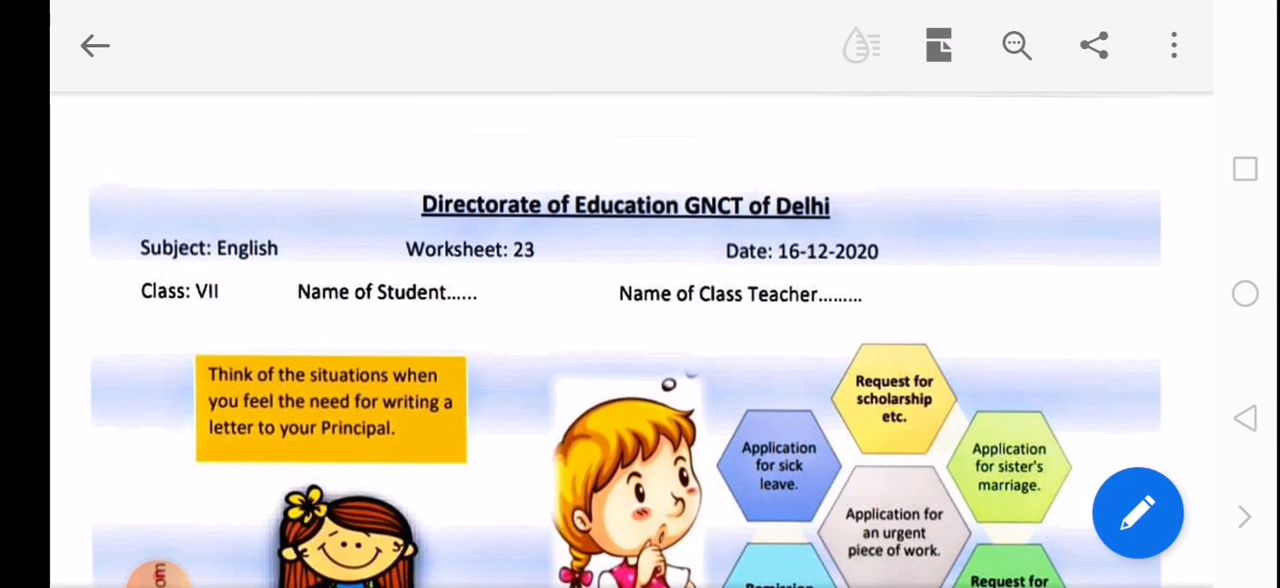 Directorate of Education GNCT of Delhi
Subject: English Worksheet: 23 Date: 16-12-2020
Class: VII Name of Student...... Name of Class Teacher.........
Think of the situations when
you feel the need for writing a
letter to your Principal.
Request for
scholarship
etc.
Application
for sick
leave.
Application
for sister's
marriage.
Application for
an urgent
piece of work.
Request for
om